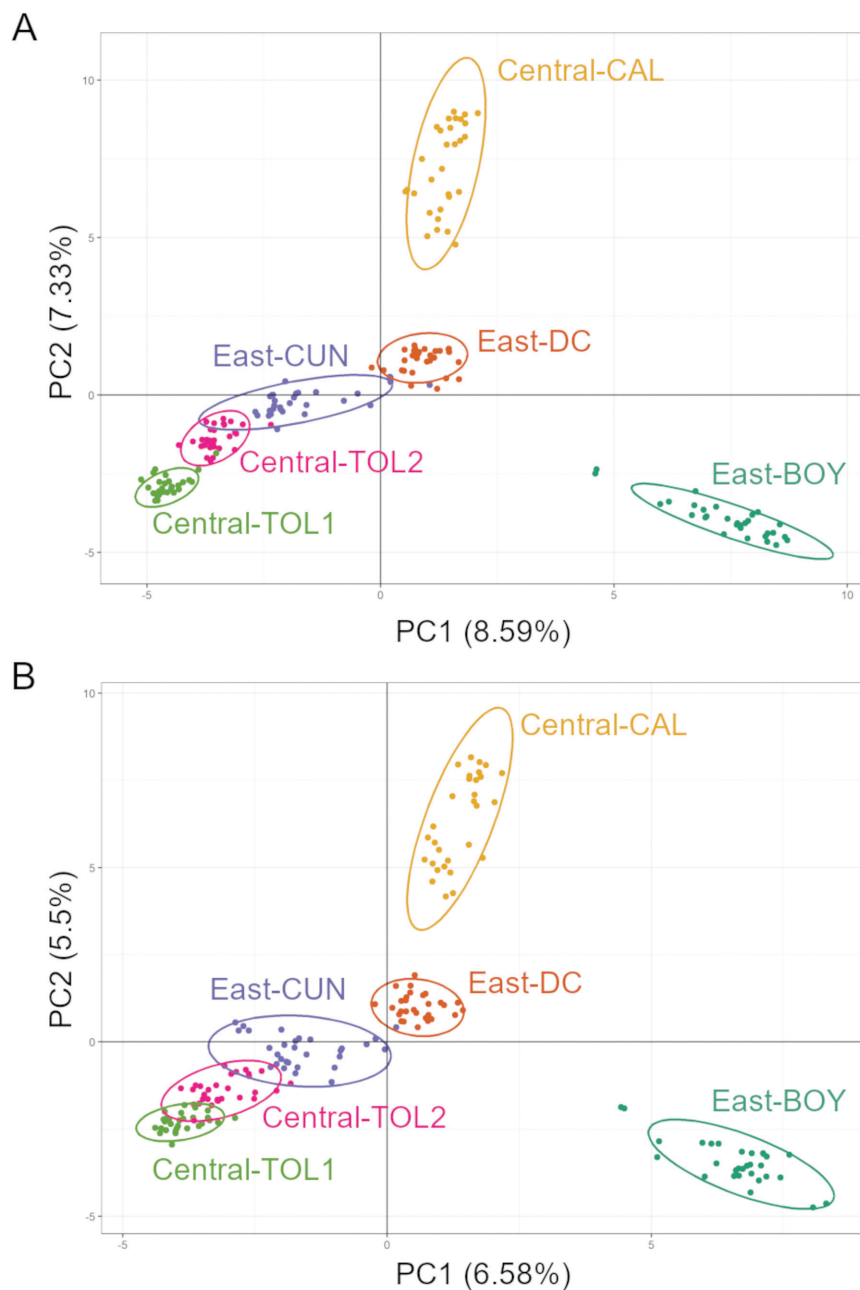 A
Central-CAL
10
5
PC2 (7.33%)
East-CUN
East-DC
0
Central-TOL2
East-BOY
Central-TOL1
-5
-5
0
5
10
PC1 (8.59%)
B
10
Central-CAL
5
PC2 (5.5%)
East-CUN
East-DC
0
Central-TOL2
East-BOY
Central-TOL1
-5
-5
0
5
PC1 (6.58%)